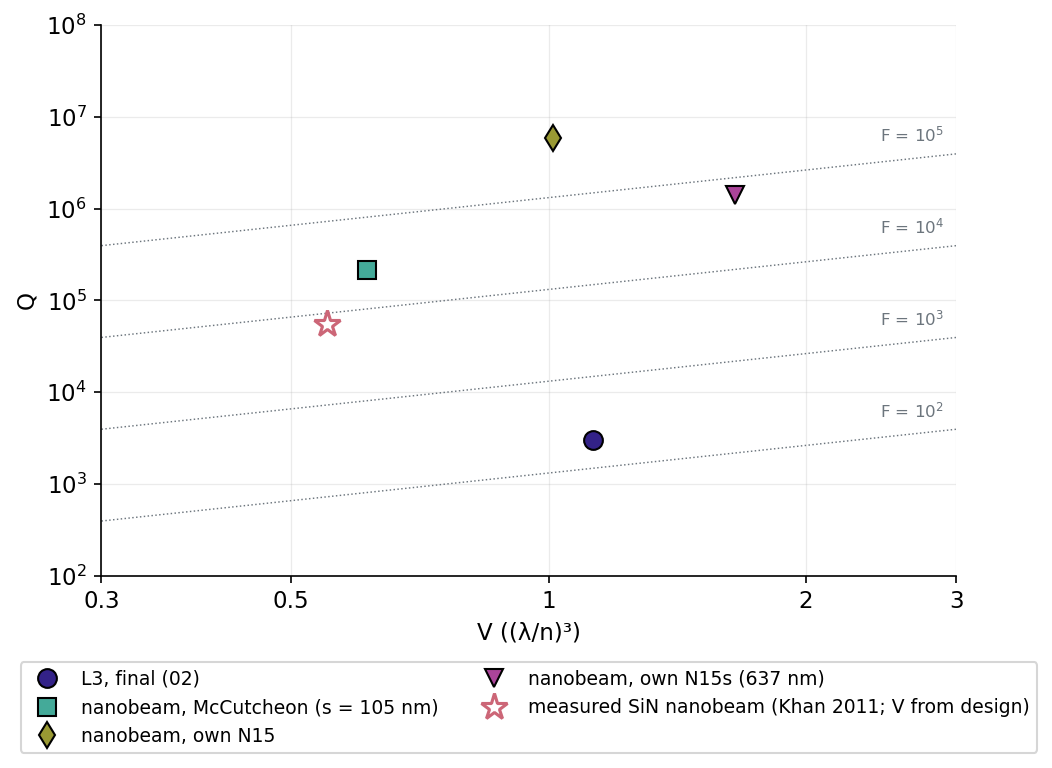 10⁸
10⁷
10⁶
10⁵
10⁴
10³
10²
Q
F = 10⁵
F = 10⁴
F = 10³
F = 10²
0.3 0.5 1 2 3
V ((λ/n)³)
L3, final (02)
nanobeam, McCutcheon (s = 105 nm)
nanobeam, own N15
nanobeam, own N15s (637 nm)
measured SiN nanobeam (Khan 2011; V from design)